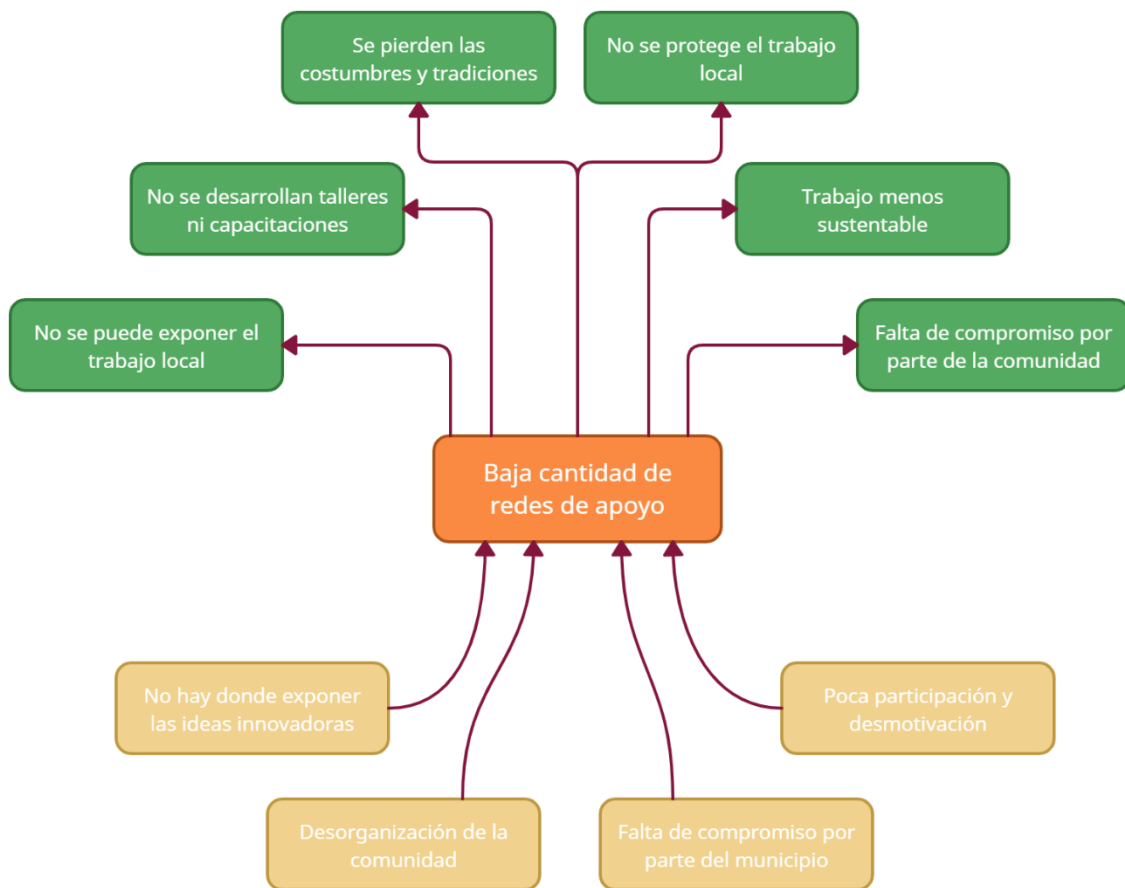 Se pierden las
costumbres y tradiciones
No se protege el trabajo
local
No se desarrollan talleres
ni capacitaciones
Trabajo menos
sustentable
No se puede exponer el
trabajo local
Falta de compromiso por
parte de la comunidad
Baja cantidad de
redes de apoyo
No hay donde exponer
las ideas innovadoras
Poca participación y
desmotivación
Desorganización de la
comunidad
Falta de compromiso por
parte del municipio